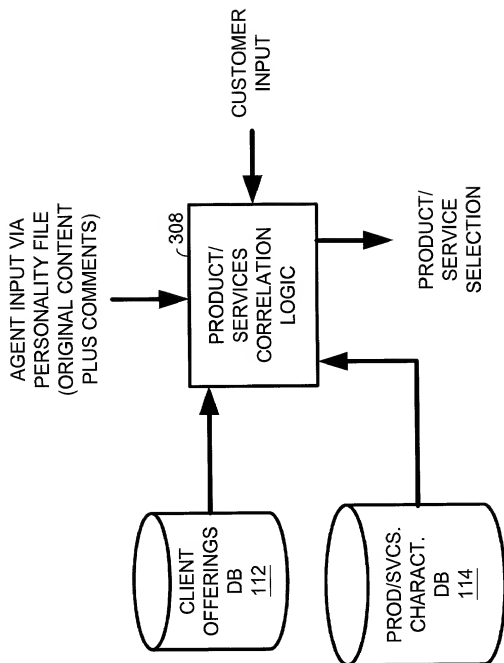 AGENT INPUT VIA
PERSONALITY FILE
(ORIGINAL CONTENT
PLUS COMMENTS)
308
PRODUCT/
SERVICES
CORRELATION
LOGIC
CUSTOMER
INPUT
CLIENT
OFFERINGS
DB
112
PROD/SVCS.
CHARACT.
DB
114
PRODUCT/
SERVICE
SELECTION